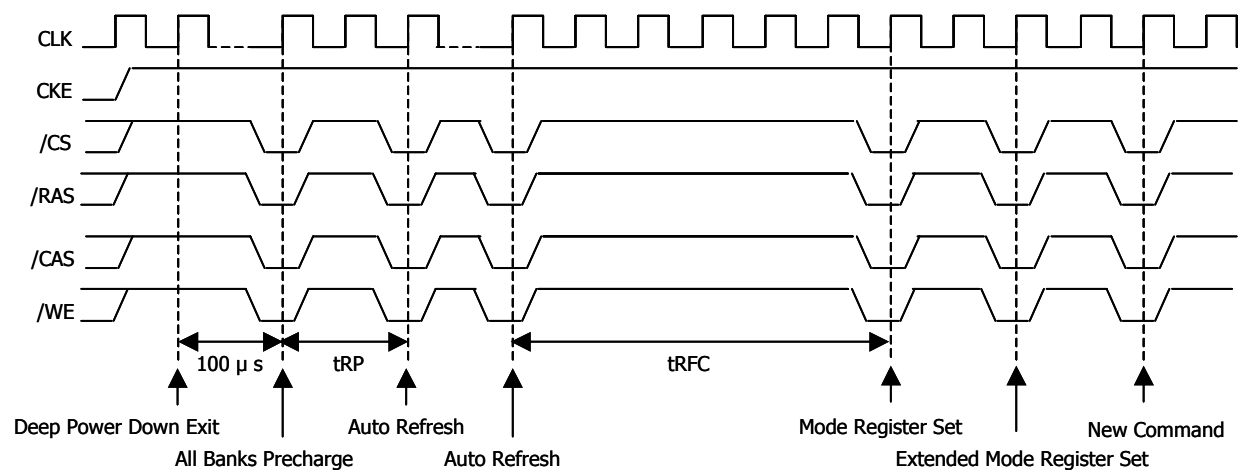 CLK
CKE
/CS
/RAS
/CAS
/WE
100 µ s
tRP
tRFC
Deep Power Down Exit
Auto Refresh
Mode Register Set
New Command
All Banks Precharge
Auto Refresh
Extended Mode Register Set